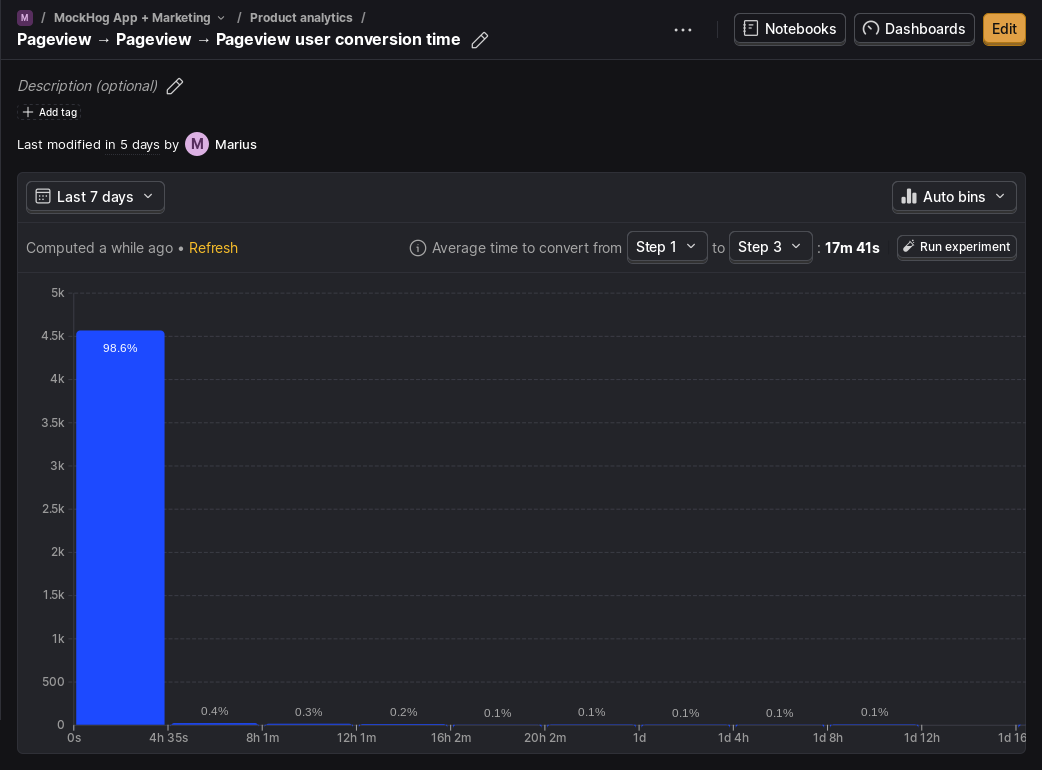 M / MockHog App + Marketing / Product analytics /
Pageview → Pageview → Pageview user conversion time
Notebooks
Dashboards
Edit
Description (optional)
Add tag
Last modified in 5 days by M Marius
Last 7 days
Auto bins
Computed a while ago • Refresh
Average time to convert from Step 1 to Step 3 : 17m 41s
Run experiment
5k
4.5k
4k
3.5k
3k
2.5k
2k
1.5k
1k
500
0
98.6%
0.4%
0.3%
0.2%
0.1%
0.1%
0.1%
0.1%
0.1%
0s
4h 35s
8h 1m
12h 1m
16h 2m
20h 2m
1d
1d 4h
1d 8h
1d 12h
1d 16